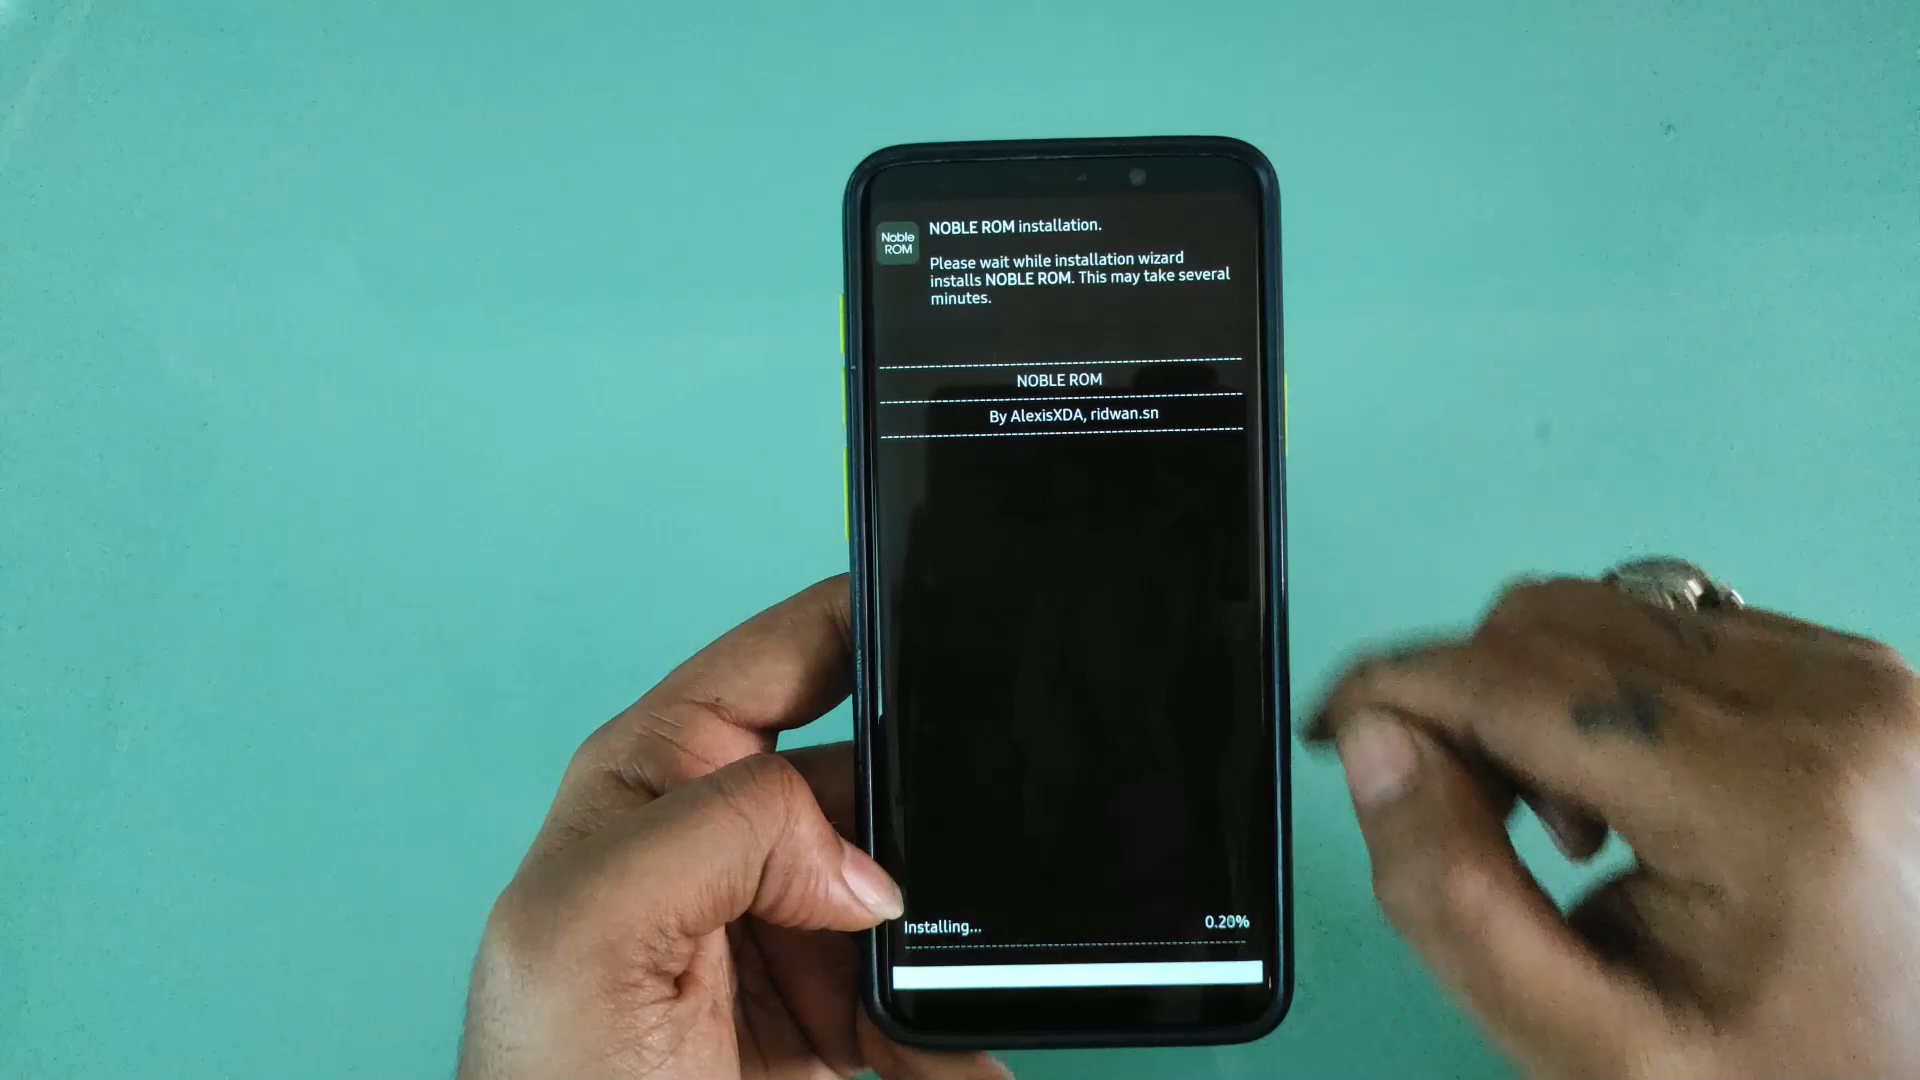 Noble
ROM
NOBLE ROM installation.
Please wait while installation wizard
installs NOBLE ROM. This may take several
minutes.
NOBLE ROM
By AlexisXDA, ridwan.sn
Installing... 0.20%